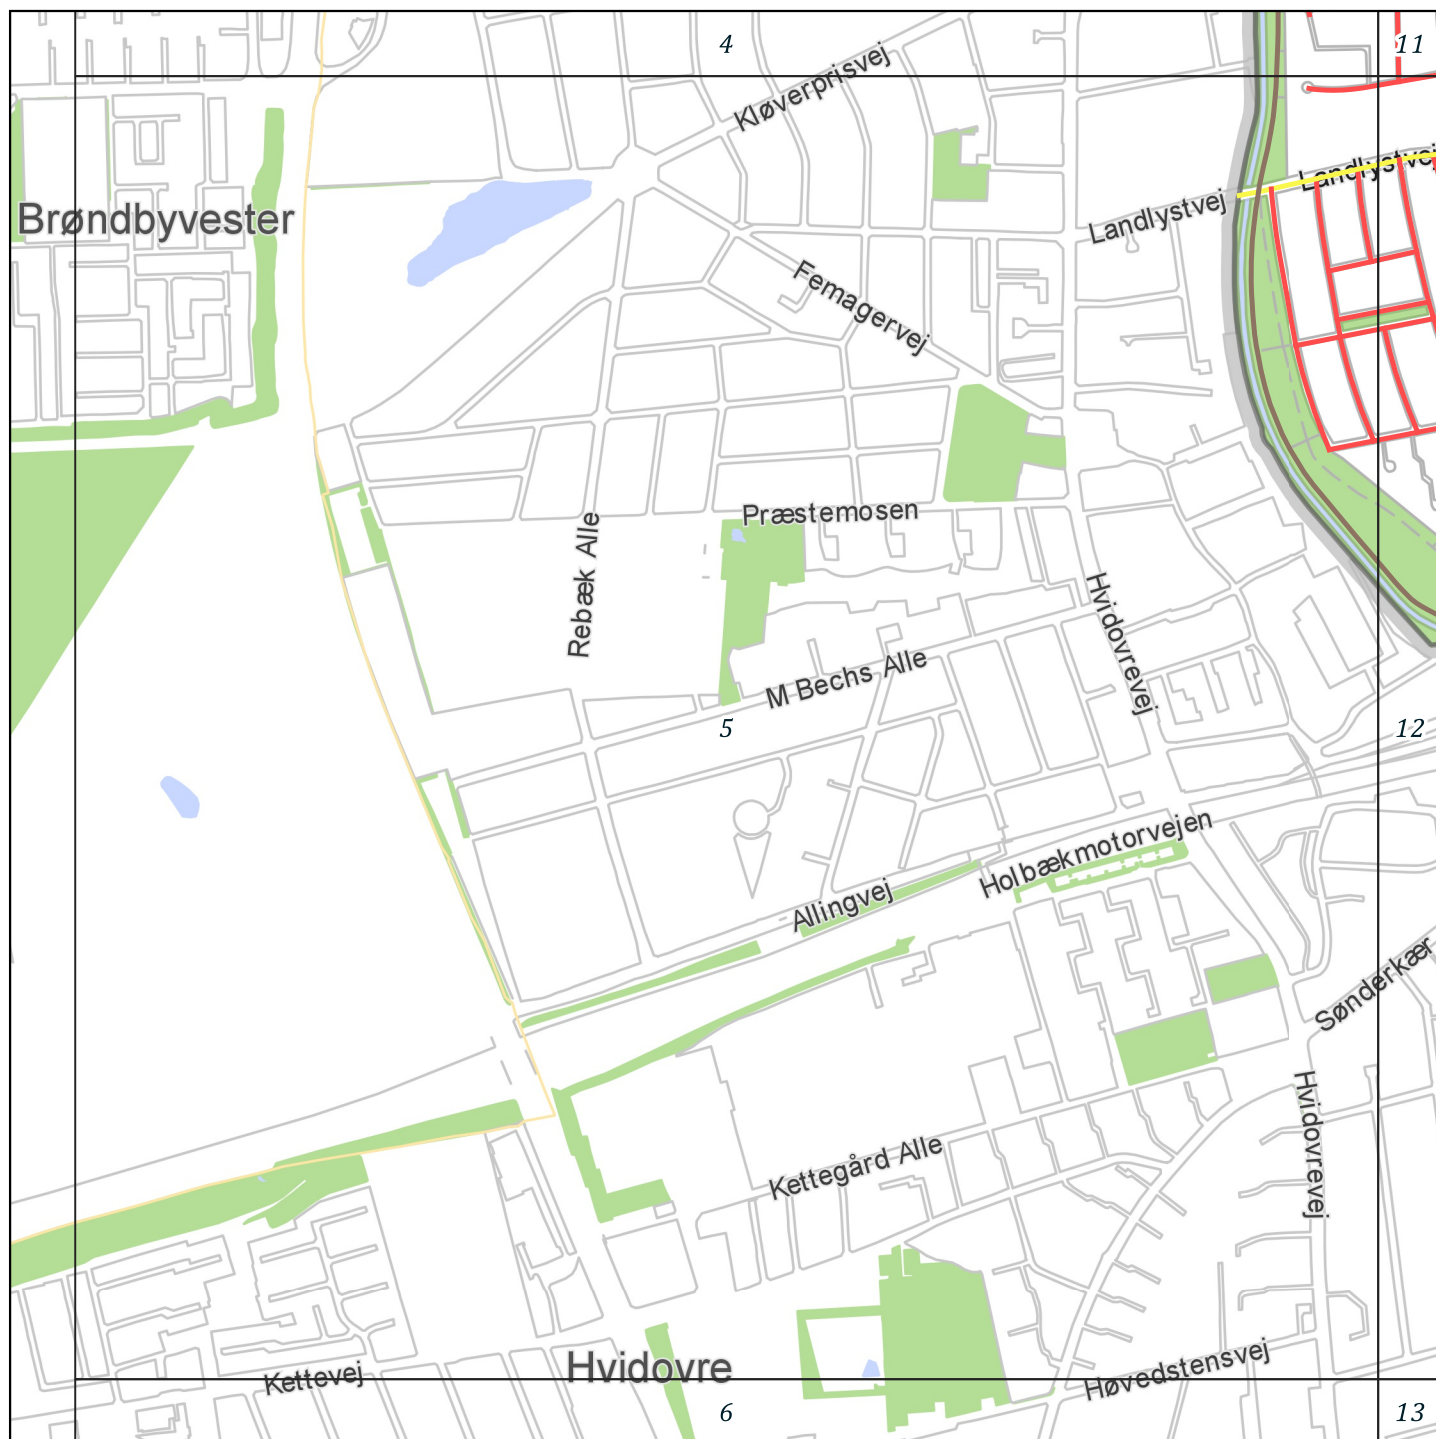 4
11
Kløverprisvej
Landlystvej
Brøndbyvester
Landlystvej
Femagervej
Præstemosen
Rebæk Alle
Hvidovrevej
M Bechs Alle
5
12
Holbækmotorvejen
Allingvej
Sønderkær
Hvidovrevej
Kettegård Alle
Hvidovre
Kettevej
Høvedstensvej
6
13